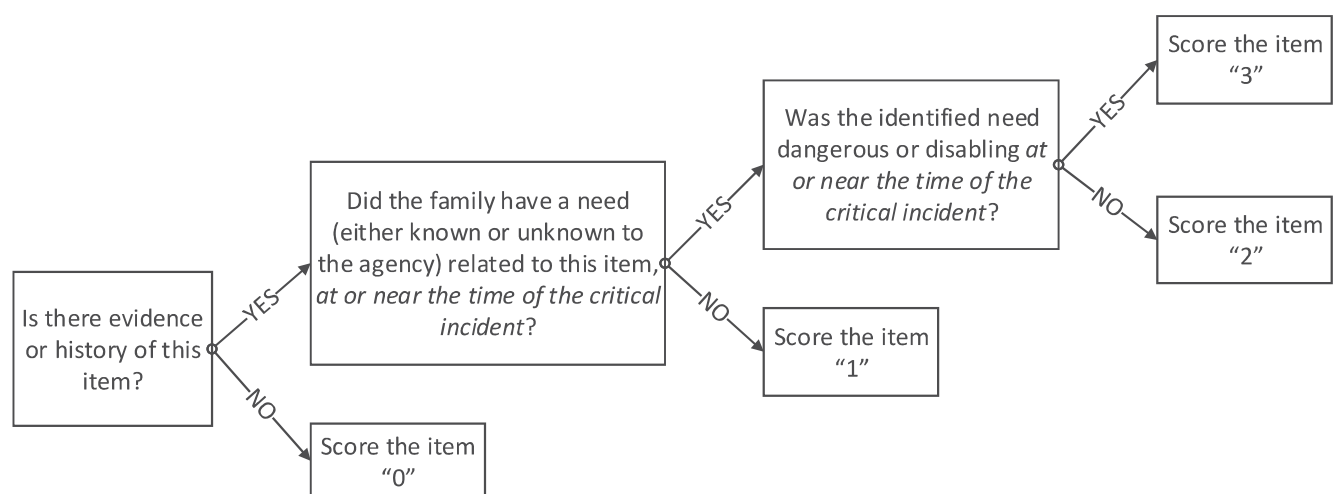 Is there evidence
or history of this
item?
YES
NO
Score the item
“0”
Did the family have a need
(either known or unknown to
the agency) related to this item,
at or near the time of the critical
incident?
YES
NO
Score the item
“1”
Was the identified need
dangerous or disabling at
or near the time of the
critical incident?
YES
NO
Score the item
“3”
Score the item
“2”